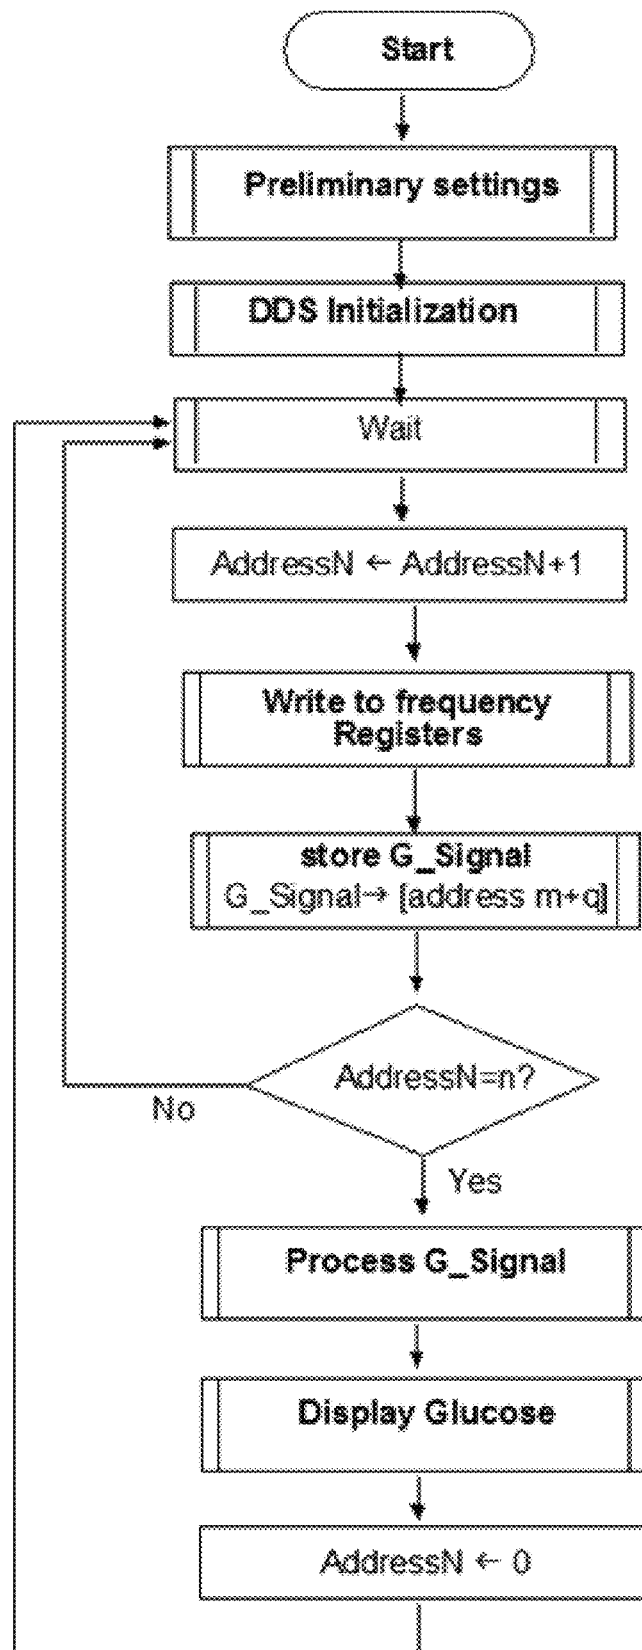 Start
Preliminary settings
DDS Initialization
Wait
AddressN ← AddressN+1
Write to frequency
Registers
store G_Signal
G_Signal→ [address m+q]
AddressN=n?
No
Yes
Process G_Signal
Display Glucose
AddressN ← 0